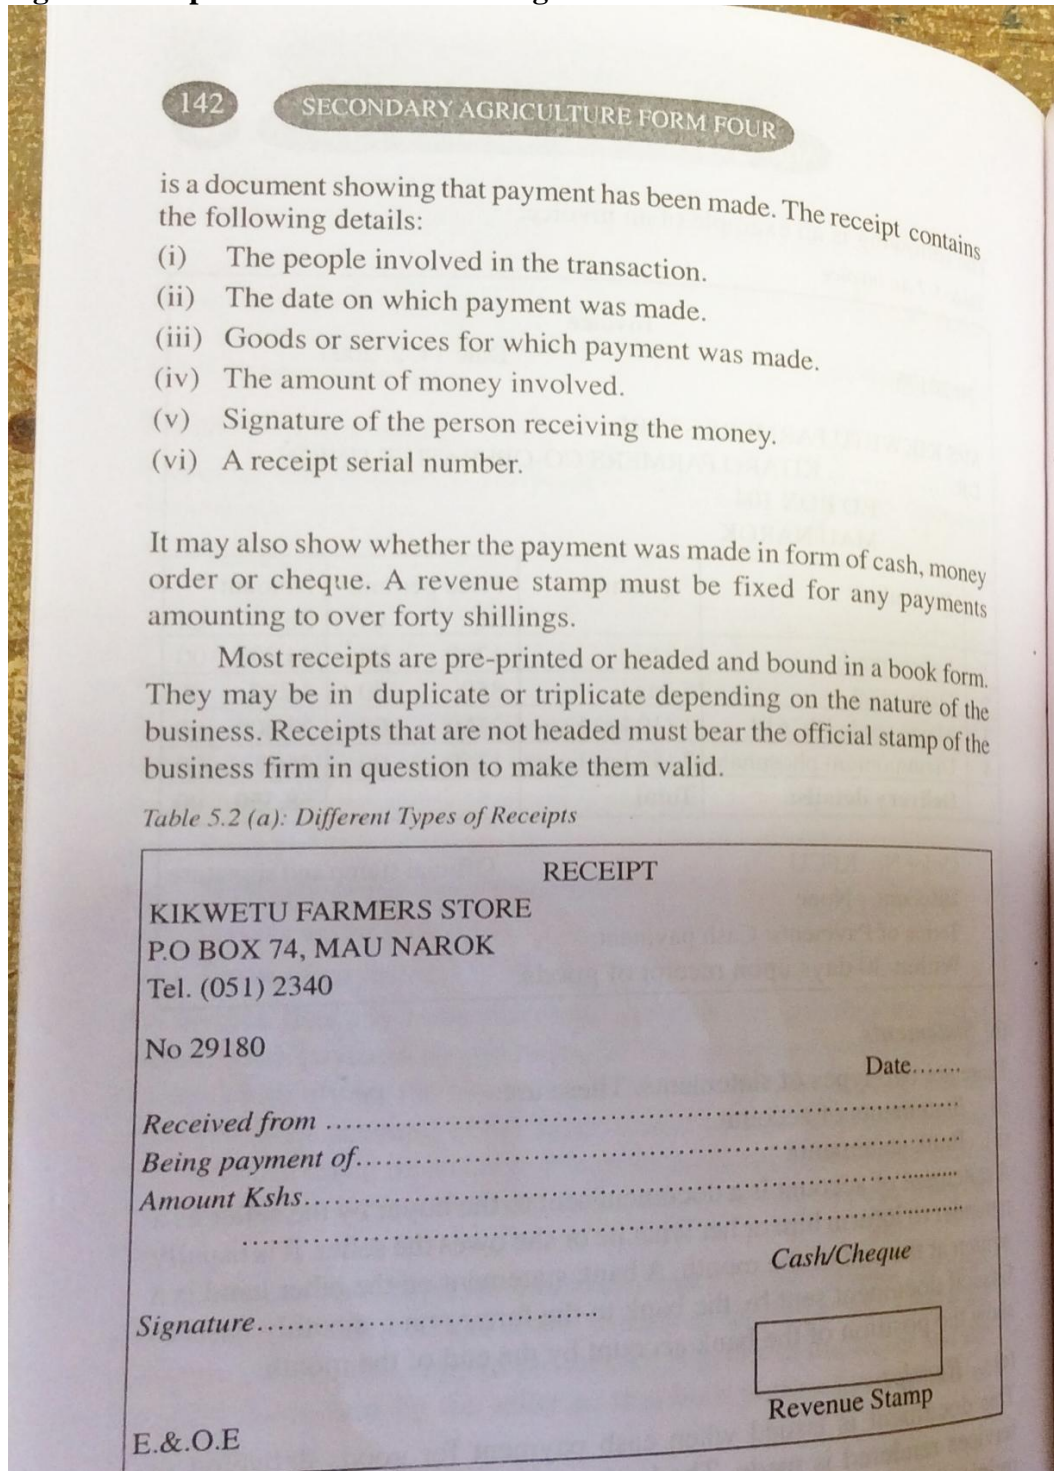 142
SECONDARY AGRICULTURE FORM FOUR
is a document showing that payment has been made. The receipt contains
the following details:
(i) The people involved in the transaction.
(ii) The date on which payment was made.
(iii) Goods or services for which payment was made.
(iv) The amount of money involved.
(v) Signature of the person receiving the money.
(vi) A receipt serial number.
It may also show whether the payment was made in form of cash, money
order or cheque. A revenue stamp must be fixed for any payments
amounting to over forty shillings.
Most receipts are pre-printed or headed and bound in a book form.
They may be in duplicate or triplicate depending on the nature of the
business. Receipts that are not headed must bear the official stamp of the
business firm in question to make them valid.
Table 5.2 (a): Different Types of Receipts
RECEIPT
KIKWETU FARMERS STORE
P.O BOX 74, MAU NAROK
Tel. (051) 2340
No 29180
Date.......
Received from ..........................................................................
Being payment of......................................................................
Amount Kshs............................................................................
..........................................................................................
Cash/Cheque
Signature.......................................
Revenue Stamp
E.&.O.E